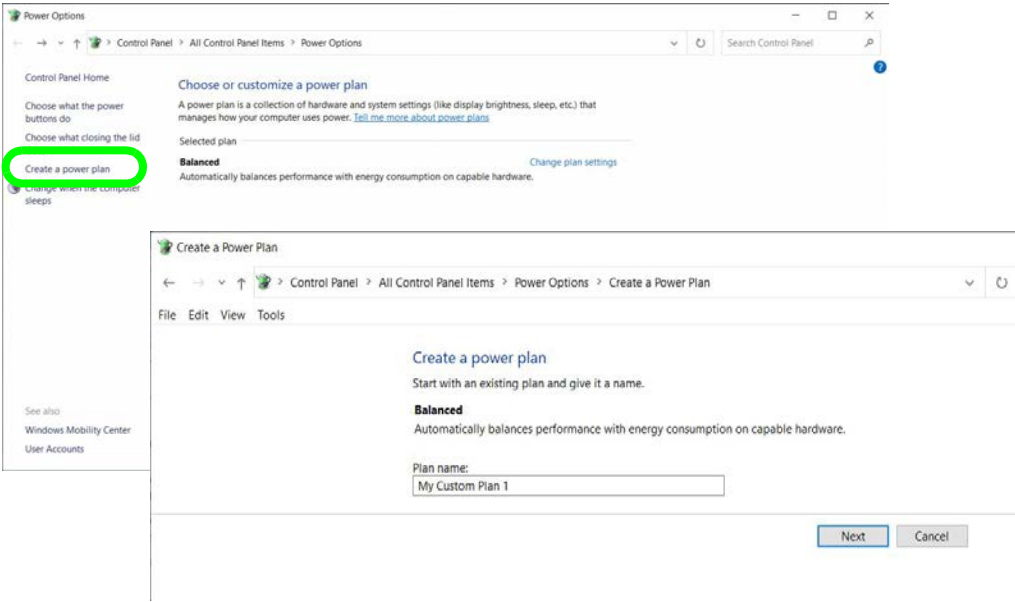 Power Options
Control Panel > All Control Panel Items > Power Options
Search Control Panel
Control Panel Home
Choose what the power
buttons do
Choose what closing the lid
Create a power plan
Change when the computer
sleeps
Choose or customize a power plan
A power plan is a collection of hardware and system settings (like display brightness, sleep, etc.) that
manages how your computer uses power. Tell me more about power plans
Selected plan
Balanced
Change plan settings
Automatically balances performance with energy consumption on capable hardware.
See also
Windows Mobility Center
User Accounts
Create a Power Plan
Control Panel > All Control Panel Items > Power Options > Create a Power Plan
File Edit View Tools
Create a power plan
Start with an existing plan and give it a name.
Balanced
Automatically balances performance with energy consumption on capable hardware.
Plan name:
My Custom Plan 1
Next Cancel